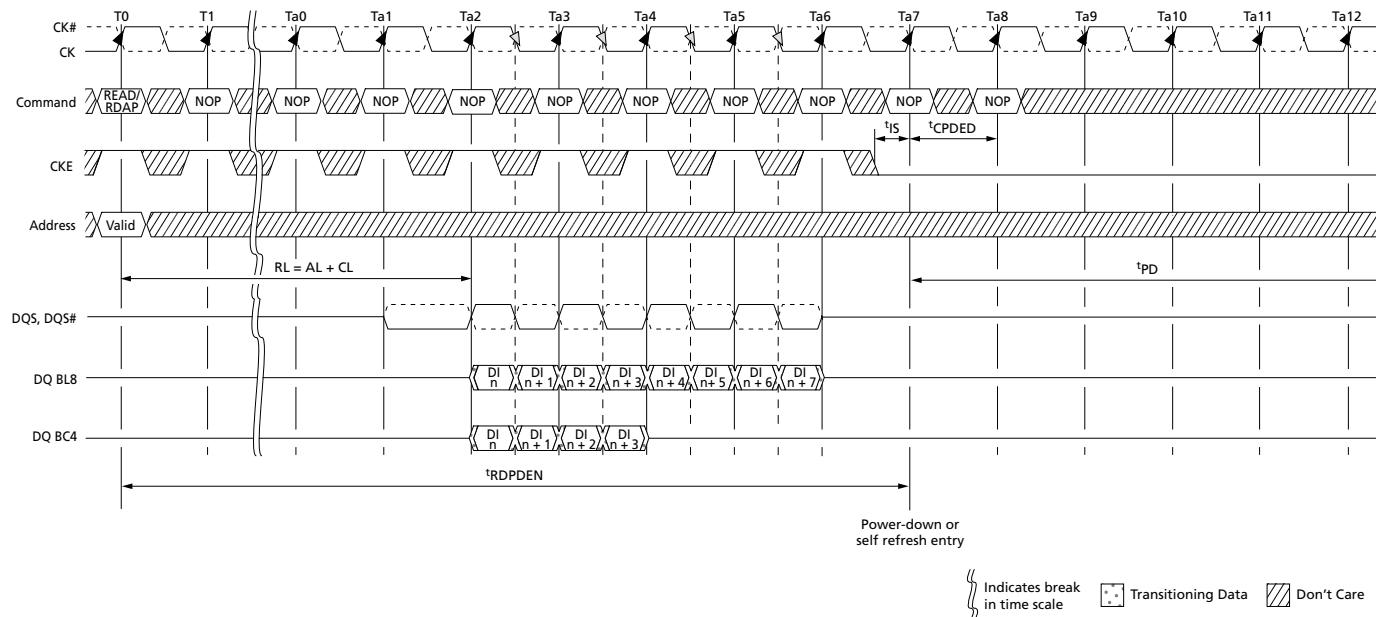 T0 T1 Ta0 Ta1 Ta2 Ta3 Ta4 Ta5 Ta6 Ta7 Ta8 Ta9 Ta10 Ta11 Ta12
CK#
CK
Command READ/ RDAP NOP NOP NOP NOP NOP NOP NOP NOP NOP NOP
tIS tCPDED
CKE
Address Valid
RL = AL + CL tPD
DQS, DQS#
DQ BL8 DI n DI n + 1 DI n + 2 DI n + 3 DI n + 4 DI n+ 5 DI n + 6 DI n + 7
DQ BC4 DI n DI n + 1 DI n + 2 DI n + 3
tRDPDEN
Power-down or
self refresh entry
Indicates break
in time scale
Transitioning Data
Don't Care